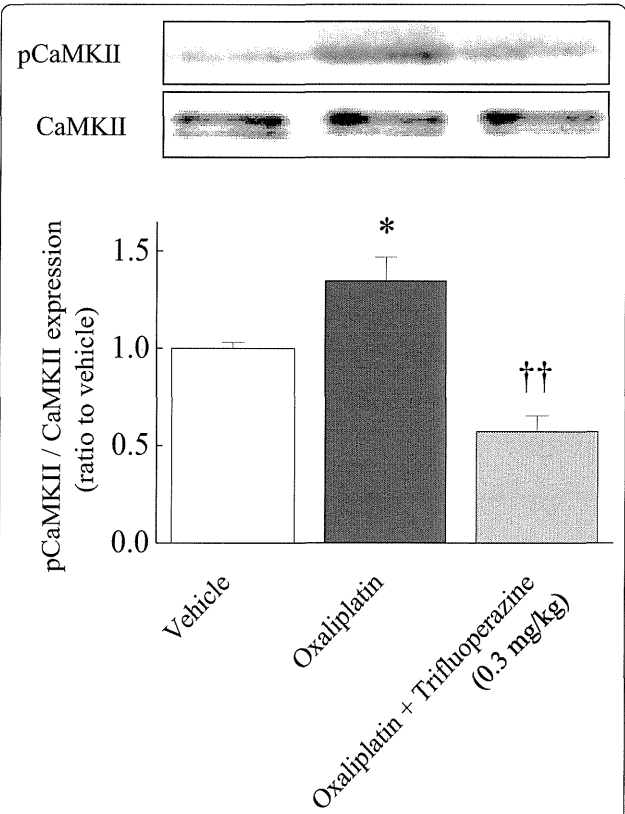 pCaMKII
CaMKII
pCaMKII / CaMKII expression
(ratio to vehicle)
1.5
1.0
0.5
0.0
*
††
Vehicle
Oxaliplatin
Oxaliplatin + Trifluoperazine
(0.3 mg/kg)